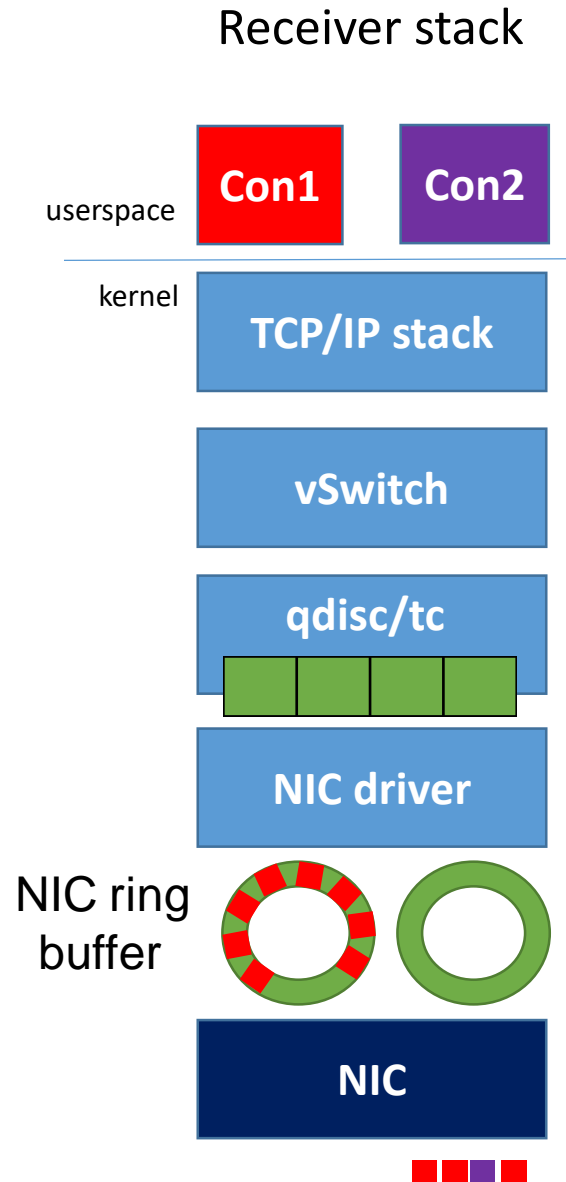 Receiver stack
Con1
Con2
userspace
kernel
TCP/IP stack
vSwitch
qdisc/tc
NIC driver
NIC ring
buffer
NIC